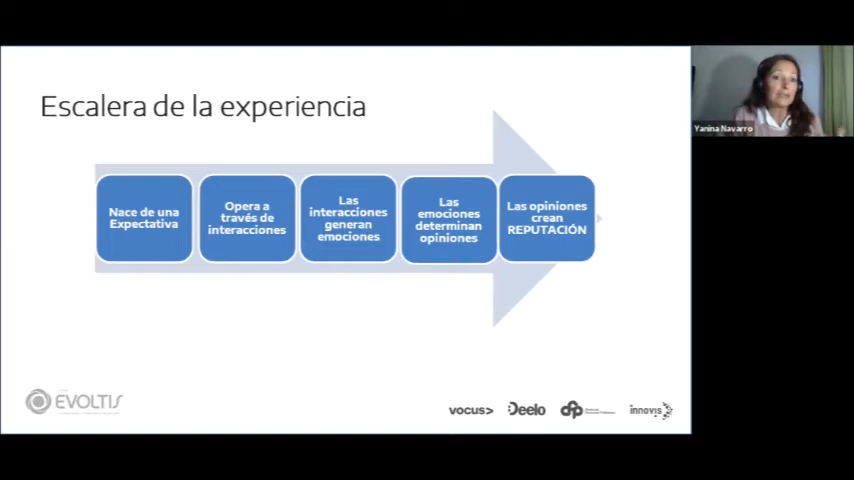 Escalera de la experiencia
Nace de una
Expectativa
Opera a
través de
interacciones
Las
interacciones
generan
emociones
Las
emociones
determinan
opiniones
Las opiniones
crean
REPUTACIÓN
Yanina Navarro
EVOLTIS
vocus>
Deelo
innovis